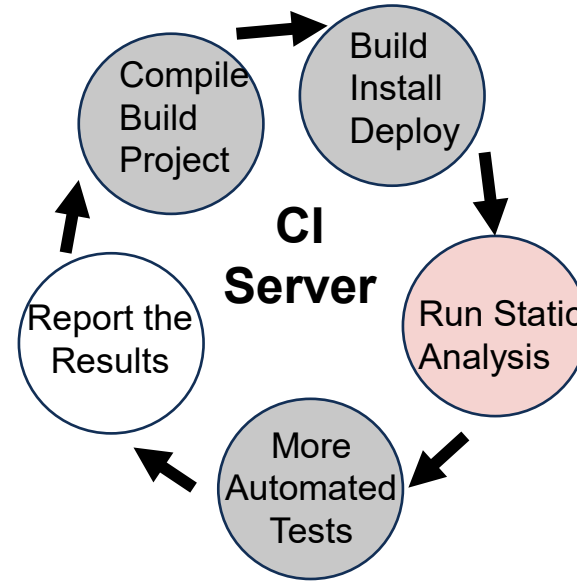 Compile
Build
Project
Build
Install
Deploy
CI
Server
Run Static
Analysis
More
Automated
Tests
Report the
Results